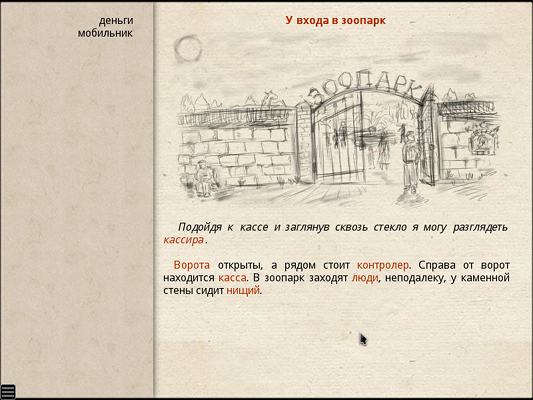 деньги
мобильник
У входа в зоопарк
ЗООПАРК
Подойдя к кассе и заглянув сквозь стекло я могу разглядеть
кассира.
Ворота открыты, а рядом стоит контролер. Справа от ворот
находится касса. В зоопарк заходят люди, неподалеку, у каменной
стены сидит нищий.